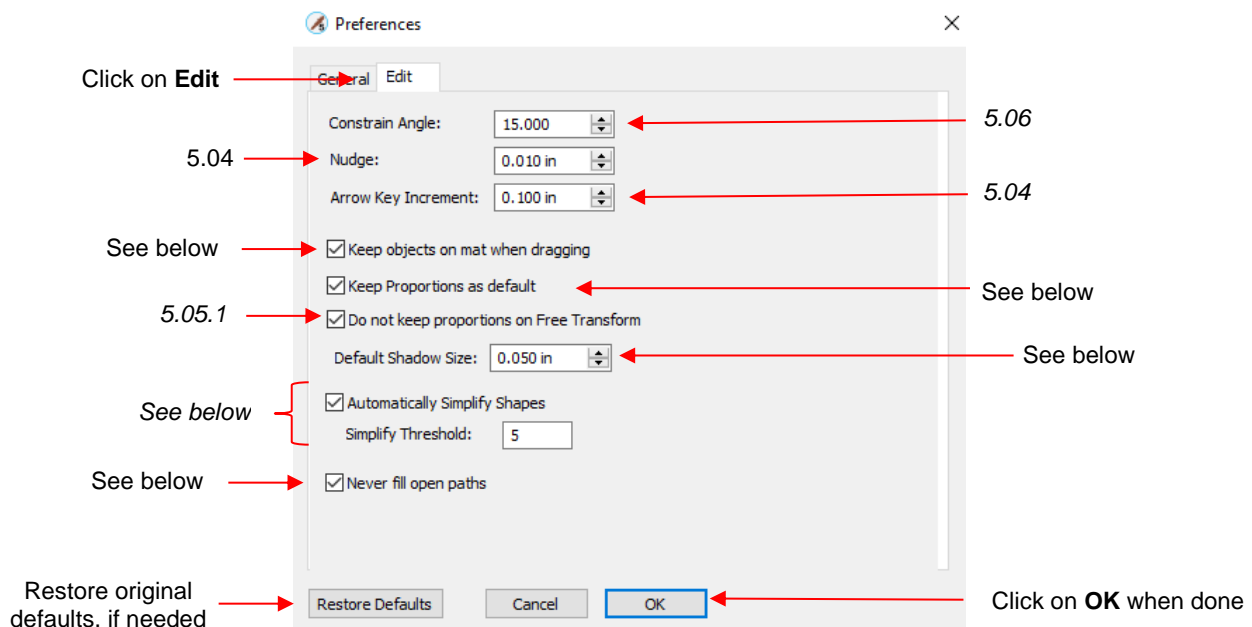 Preferences
Click on Edit
General Edit
Constrain Angle: 15.000
5.06
5.04
Nudge: 0.010 in
Arrow Key Increment: 0.100 in
5.04
See below
Keep objects on mat when dragging
Keep Proportions as default
See below
5.05.1
Do not keep proportions on Free Transform
Default Shadow Size: 0.050 in
See below
See below
Automatically Simplify Shapes
Simplify Threshold: 5
See below
Never fill open paths
Restore original
defaults, if needed
Restore Defaults Cancel OK
Click on OK when done